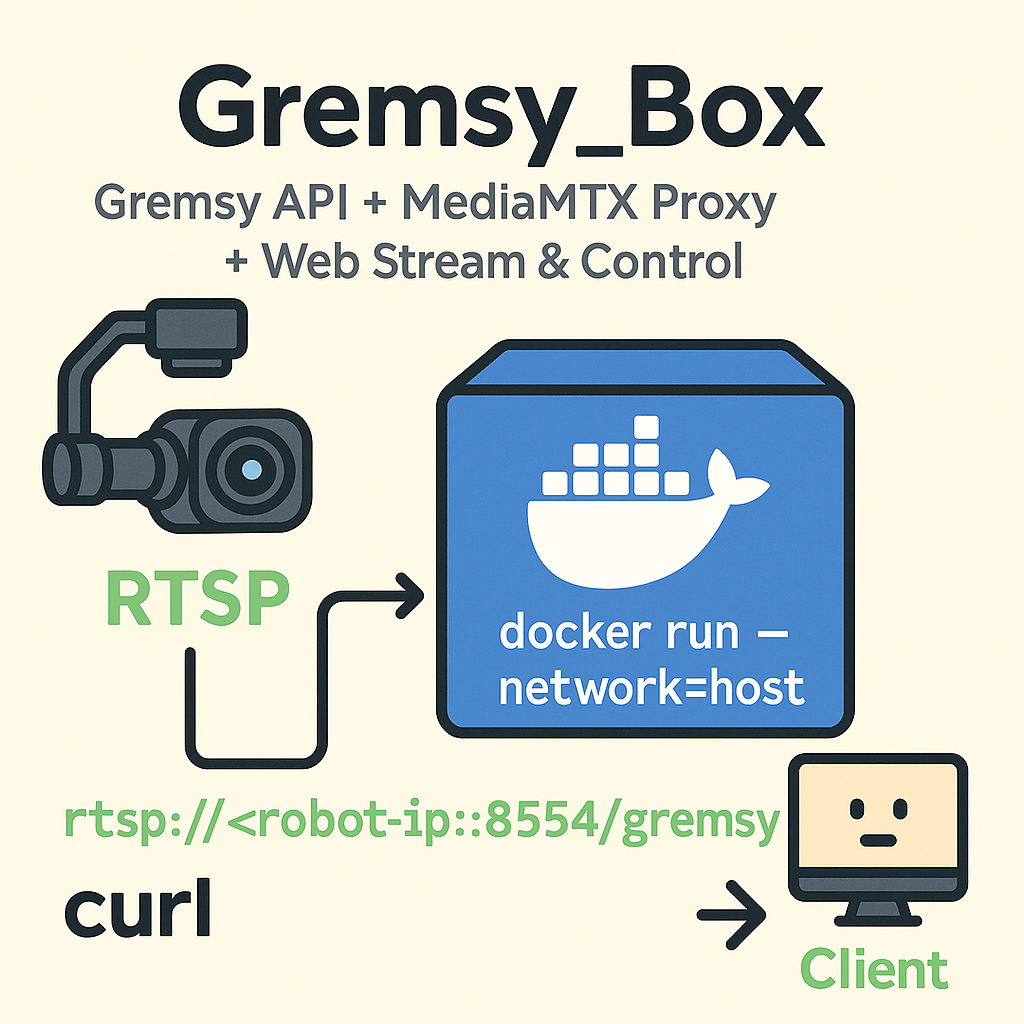 Gremsy_Box
Gremsy API + MediaMTX Proxy
+ Web Stream & Control
RTSP
docker run –
network=host
rtsp://<robot-ip::8554/gremsy
curl
Client